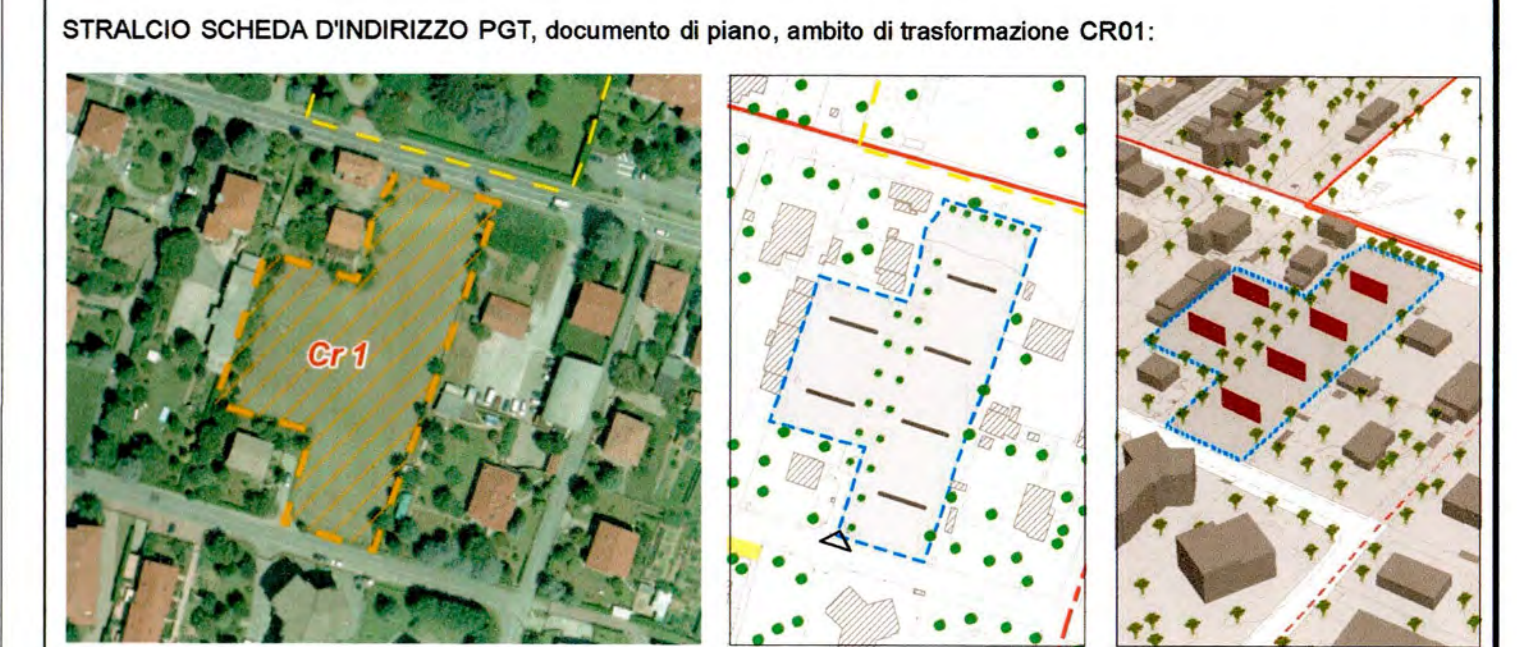 STRALCIO SCHEDA D'INDIRIZZO PGT, documento di piano, ambito di trasformazione CR01:
Cr 1